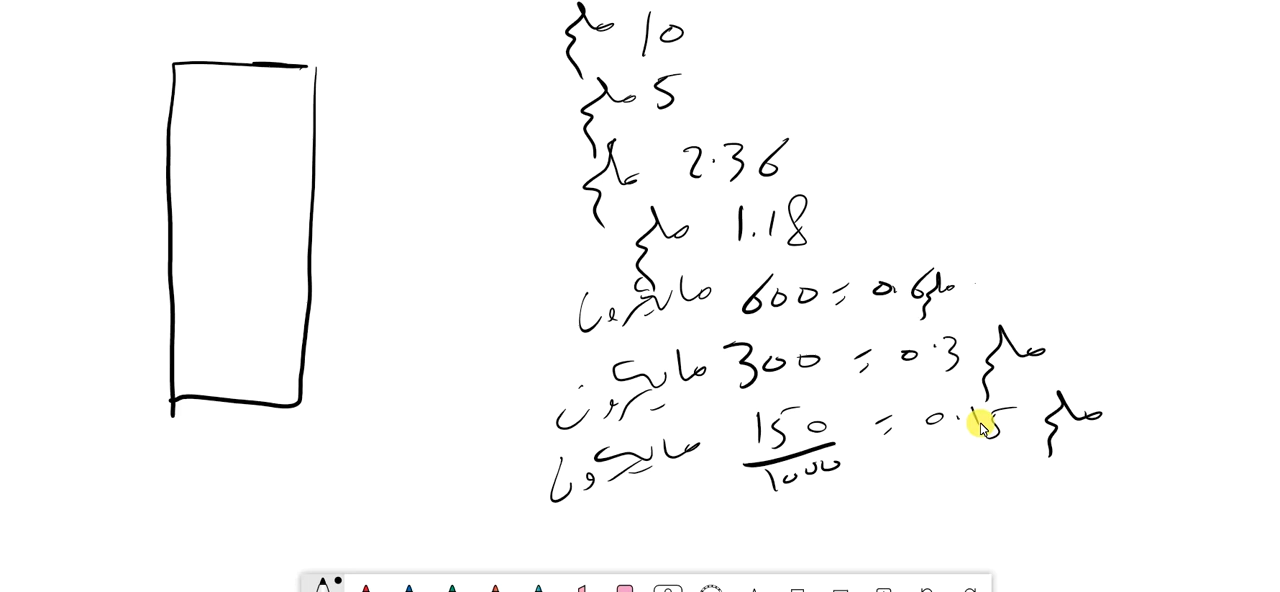 10 ملم
5 ملم
2.36 ملم
1.18 ملم
600 مايكرون = 0.6 ملم
300 مايكرون = 0.3 ملم
150/1000 مايكرون = 0.15 ملم